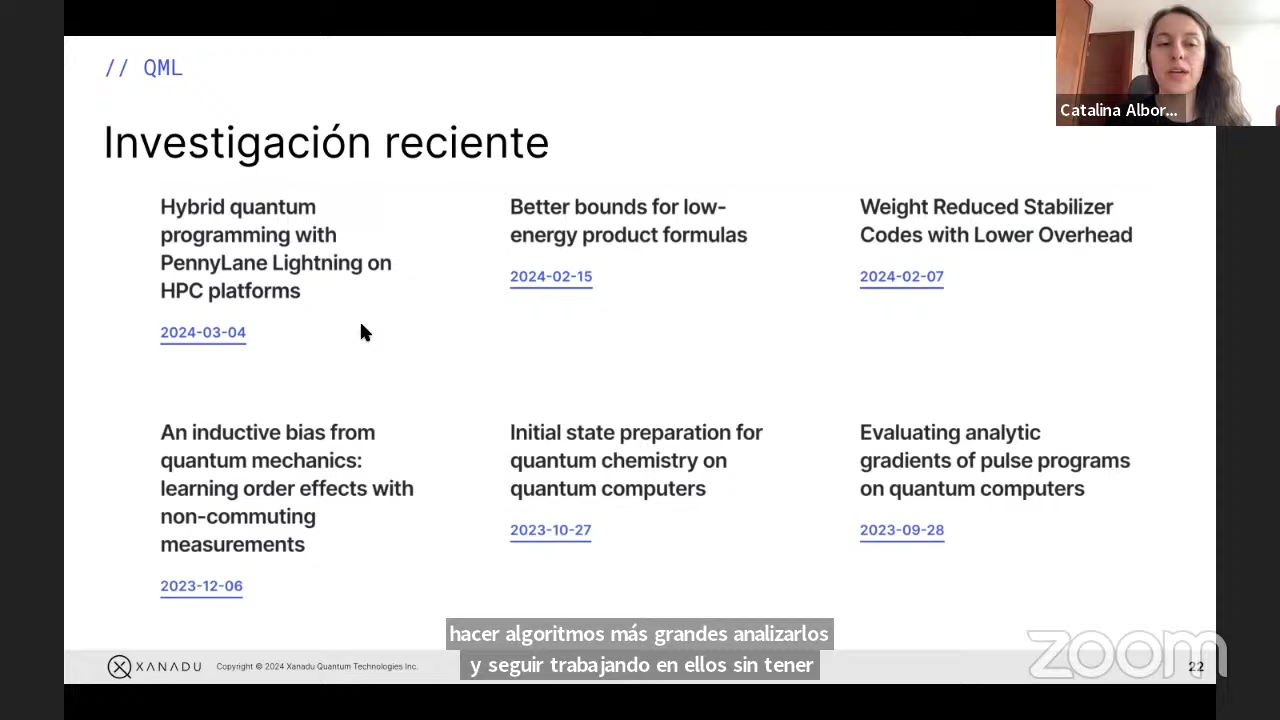 // QML
Investigación reciente
Catalina Albor...
Hybrid quantum
programming with
PennyLane Lightning on
HPC platforms
2024-03-04
Better bounds for low-
energy product formulas
2024-02-15
Weight Reduced Stabilizer
Codes with Lower Overhead
2024-02-07
An inductive bias from
quantum mechanics:
learning order effects with
non-commuting
measurements
2023-12-06
Initial state preparation for
quantum chemistry on
quantum computers
2023-10-27
Evaluating analytic
gradients of pulse programs
on quantum computers
2023-09-28
hacer algoritmos más grandes analizarlos
y seguir trabajando en ellos sin tener
XANADU
Copyright © 2024 Xanadu Quantum Technologies Inc.
zoom
22